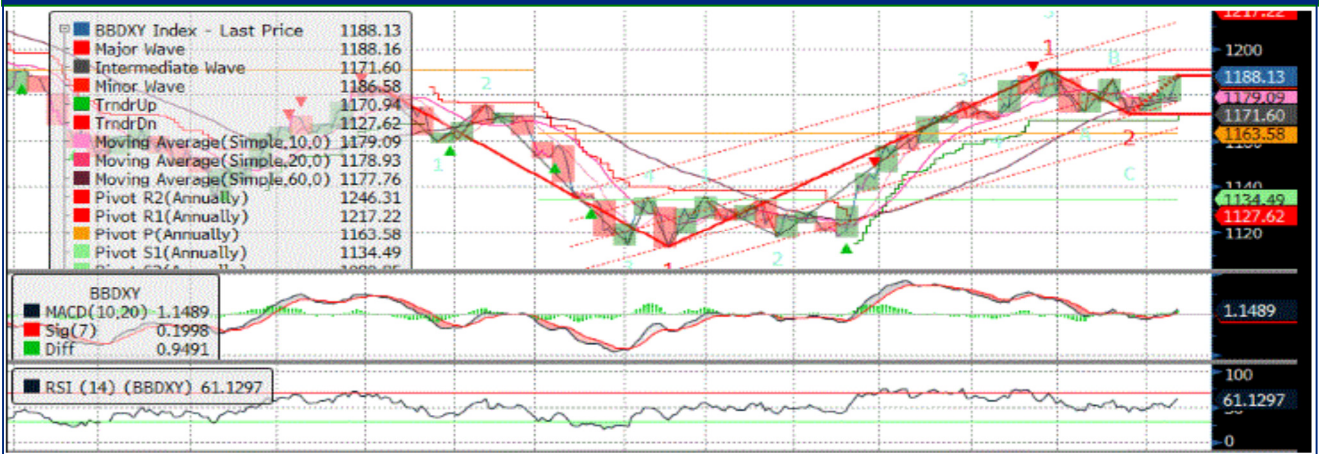 BBDXY Index - Last Price 1188.13
Major Wave 1188.16
Intermediate Wave 1171.60
Minor Wave 1186.58
TrndrUp 1170.94
TrndrDn 1127.62
Moving Average(Simple,10,0) 1179.09
Moving Average(Simple,20,0) 1178.93
Moving Average(Simple,60,0) 1177.76
Pivot R2(Annually) 1246.31
Pivot R1(Annually) 1217.22
Pivot P(Annually) 1163.58
Pivot S1(Annually) 1134.49
1
2
4
2
3
1
2
C
1217.22
1200
1188.13
1179.09
1171.60
1163.58
1140
1134.49
1127.62
1120
BBDXY
MACD(10,20) 1.1489
Sig(7) 0.1998
Diff 0.9491
1.1489
RSI (14) (BBDXY) 61.1297
100
61.1297
0